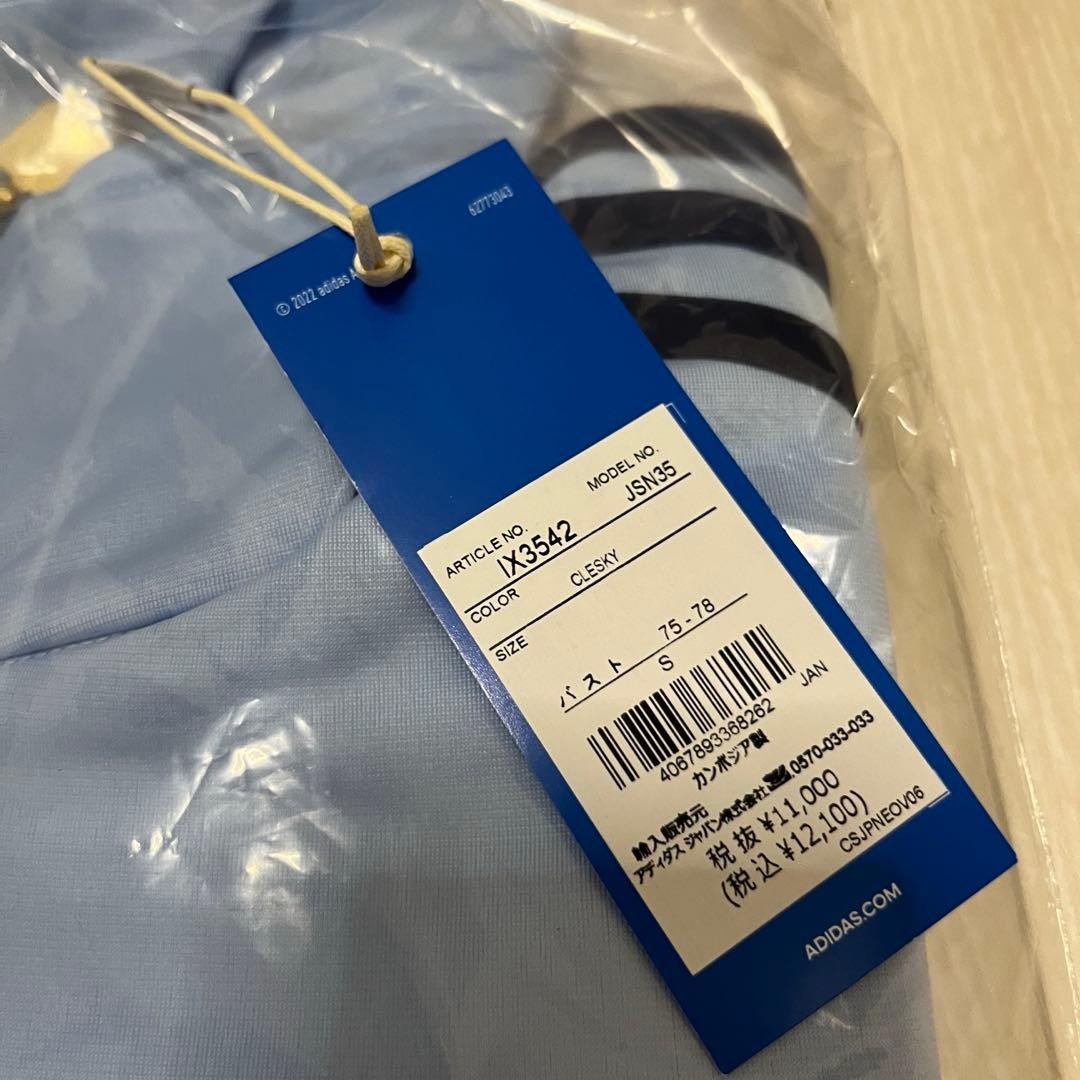 62773043
© 2022 adidas A
ARTICLE NO. MODEL NO.
IX3542 JSN35
COLOR CLESKY
SIZE
バスト 75-78
S
JAN
4067893368262
カンボジア製
輸入販売元
アディダス ジャパン株式会社 0570-033-033
税抜 ¥11,000
(税込 ¥12,100)
CSJPNEOV06
ADIDAS.COM